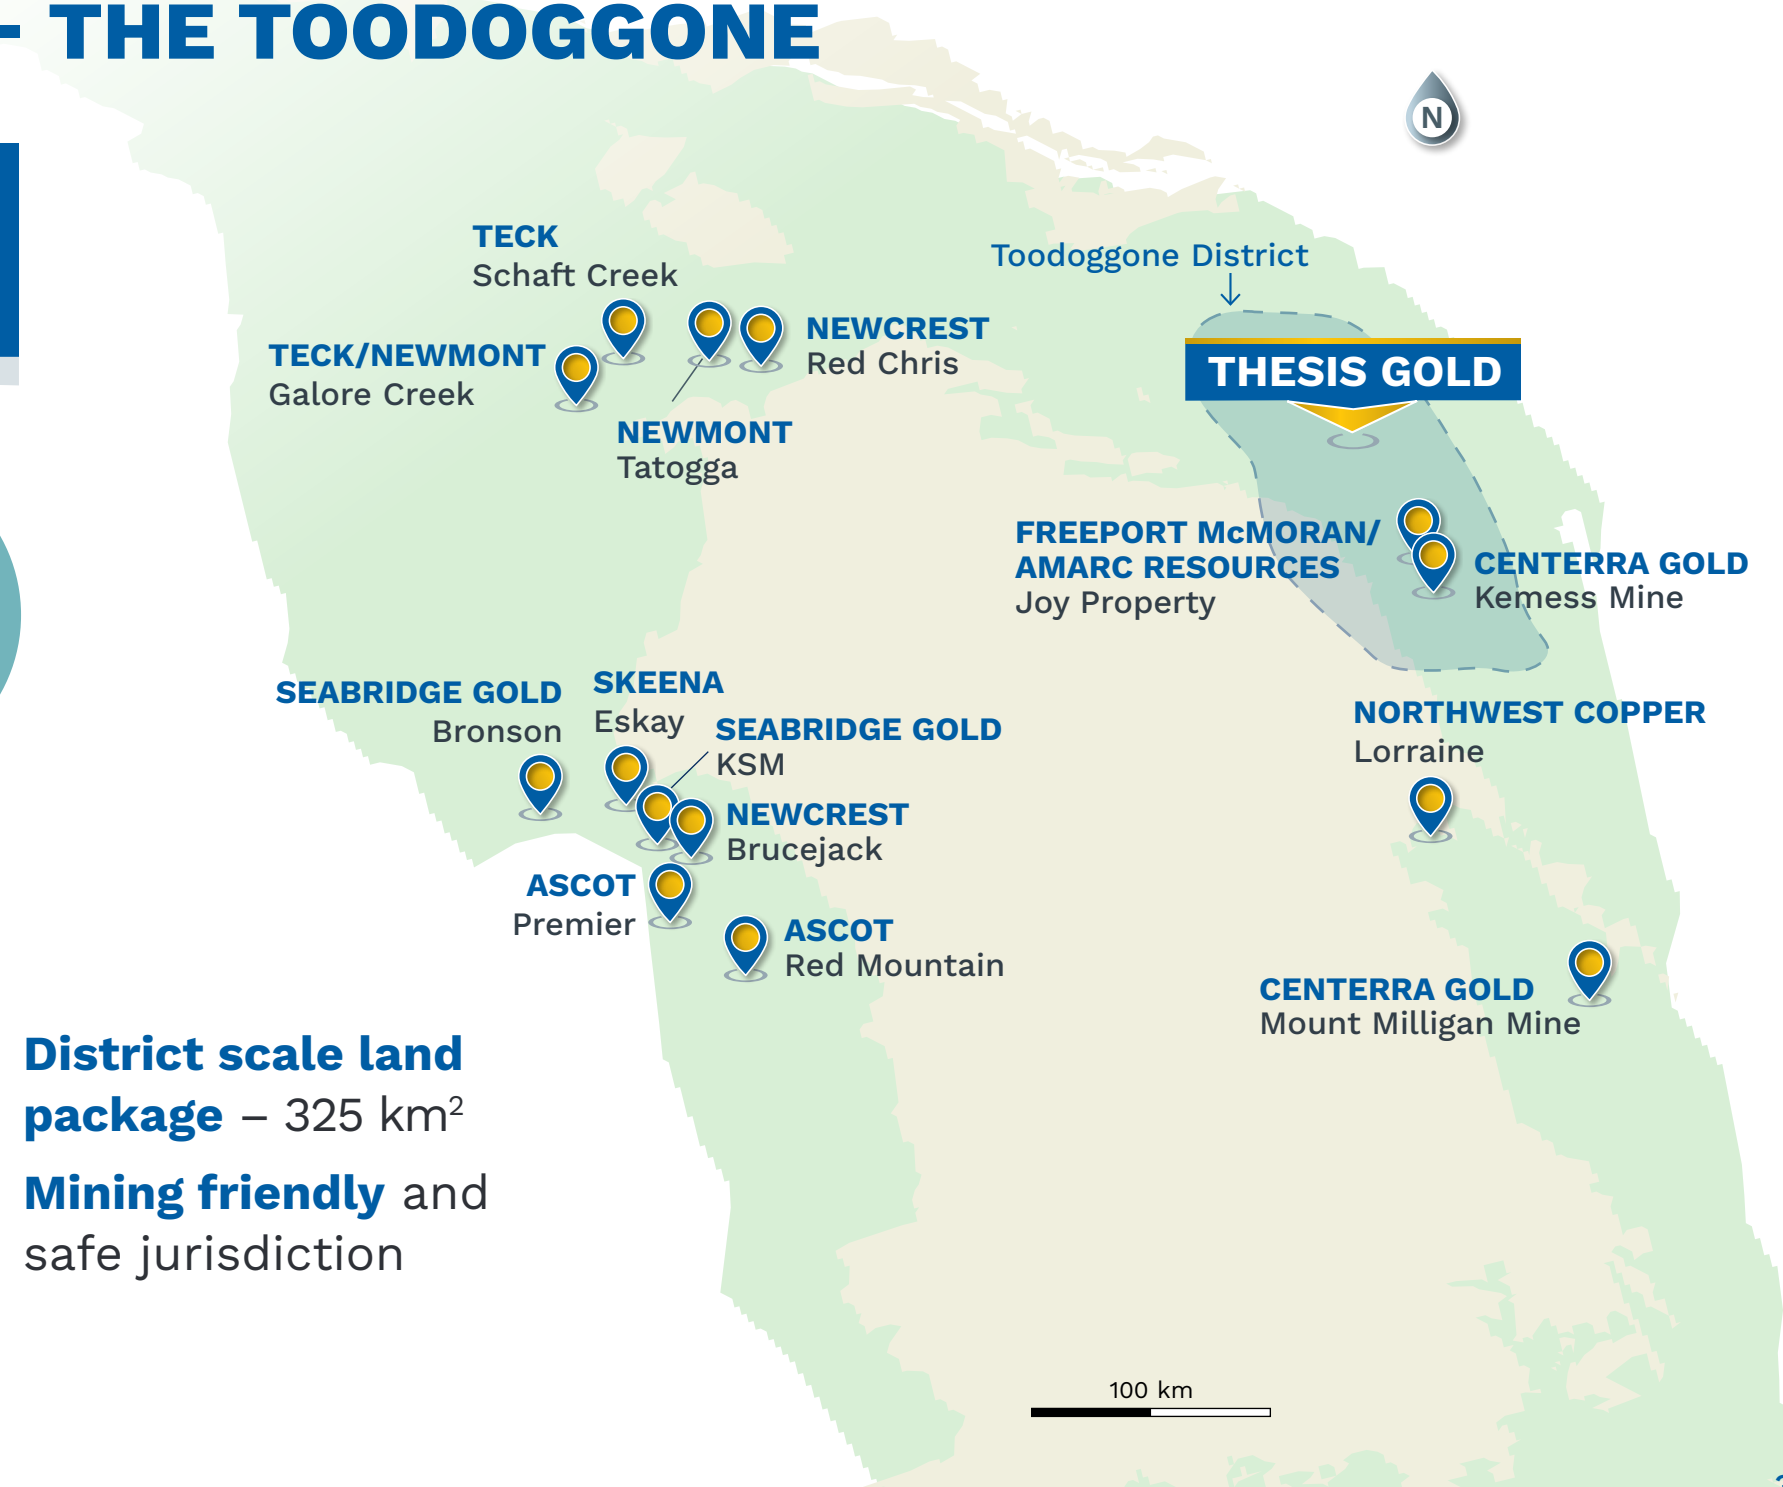 - THE TOODOGGONE
N
TECK
Schaft Creek
Toodoggone District
NEWCREST
Red Chris
TECK/NEWMONT
Galore Creek
THESIS GOLD
NEWMONT
Tatogga
FREEPORT McMORAN/
AMARC RESOURCES
Joy Property
CENTERRA GOLD
Kemess Mine
SEABRIDGE GOLD
Bronson
SKEENA
Eskay
SEABRIDGE GOLD
KSM
NORTHWEST COPPER
Lorraine
NEWCREST
Brucejack
ASCOT
Premier
ASCOT
Red Mountain
CENTERRA GOLD
Mount Milligan Mine
District scale land
package – 325 km²
Mining friendly and
safe jurisdiction
100 km